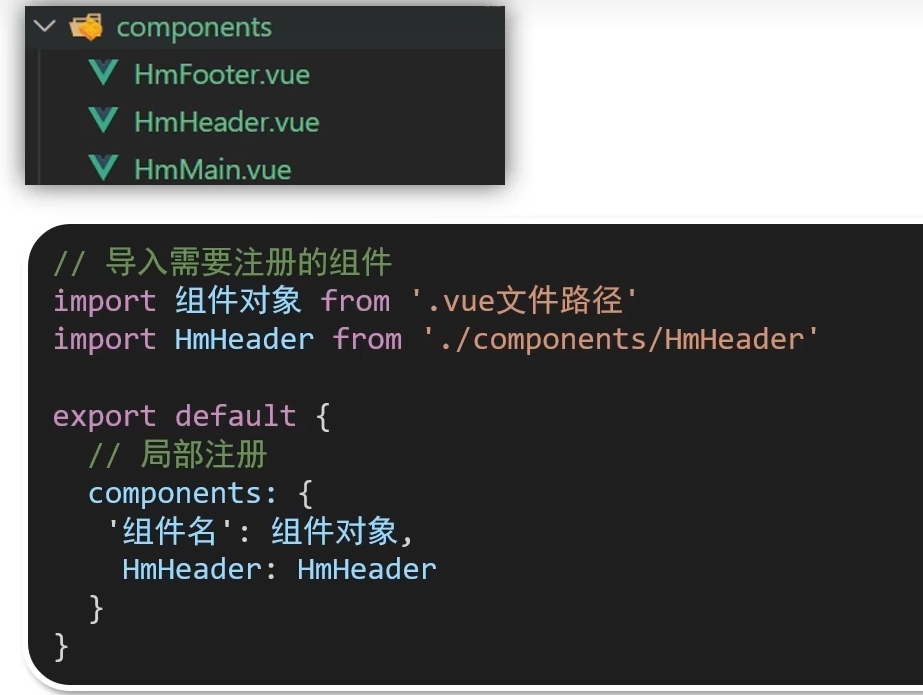 components
HmFooter.vue
HmHeader.vue
HmMain.vue
// 导入需要注册的组件
import 组件对象 from '.vue文件路径'
import HmHeader from './components/HmHeader'
export default {
// 局部注册
components: {
'组件名': 组件对象,
HmHeader: HmHeader
}
}